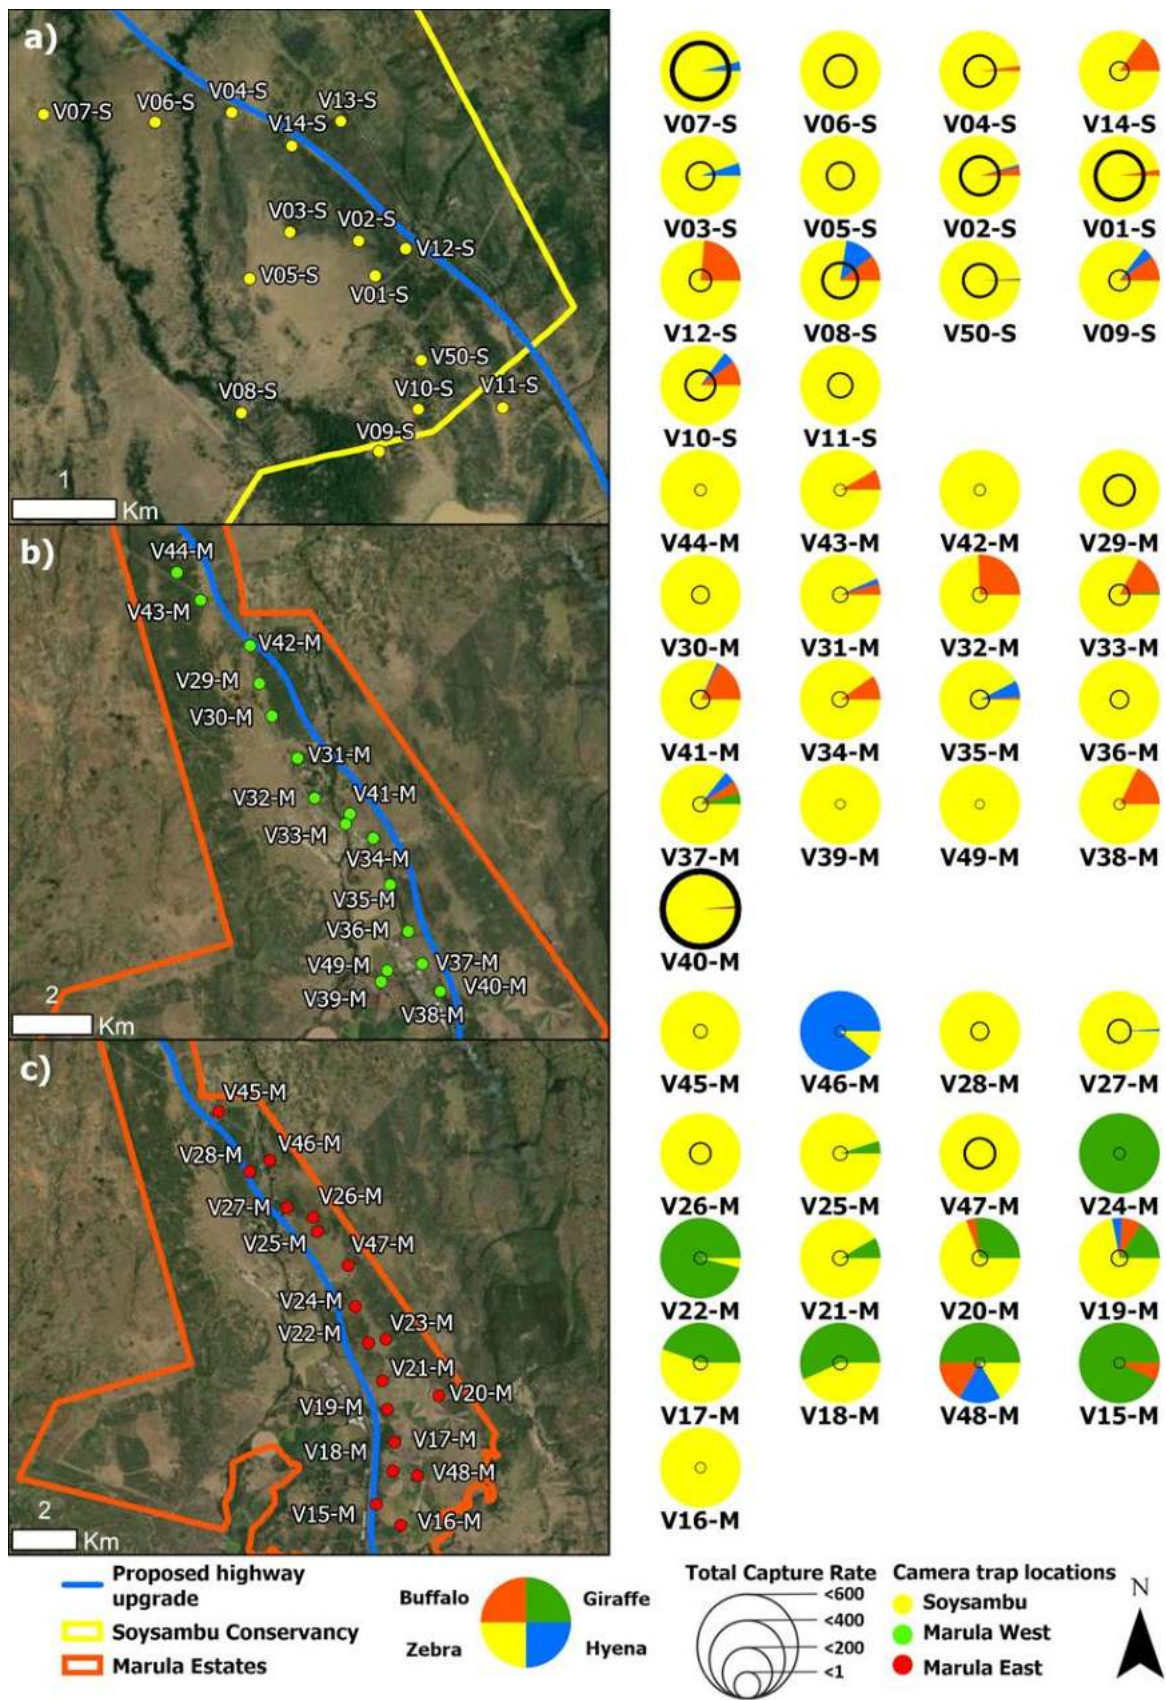 a)
V07-S
V06-S
V04-S
V13-S
V14-S
V03-S
V02-S
V12-S
V05-S
V01-S
V50-S
V08-S
V10-S
V11-S
V09-S
1
Km
b)
V44-M
V43-M
V42-M
V29-M
V30-M
V31-M
V32-M
V41-M
V33-M
V34-M
V35-M
V36-M
V49-M
V37-M
V39-M
V40-M
V38-M
2
Km
c)
V45-M
V28-M
V46-M
V27-M
V26-M
V25-M
V47-M
V24-M
V23-M
V22-M
V21-M
V20-M
V19-M
V18-M
V17-M
V48-M
V15-M
V16-M
2
Km
V07-S V06-S V04-S V14-S
V03-S V05-S V02-S V01-S
V12-S V08-S V50-S V09-S
V10-S V11-S
V44-M V43-M V42-M V29-M
V30-M V31-M V32-M V33-M
V41-M V34-M V35-M V36-M
V37-M V39-M V49-M V38-M
V40-M
V45-M V46-M V28-M V27-M
V26-M V25-M V47-M V24-M
V22-M V21-M V20-M V19-M
V17-M V18-M V48-M V15-M
V16-M
Proposed highway
upgrade
Soysambu Conservancy
Marula Estates
Buffalo
Giraffe
Zebra
Hyena
Total Capture Rate
<600
<400
<200
<1
Camera trap locations
Soysambu
Marula West
Marula East
N